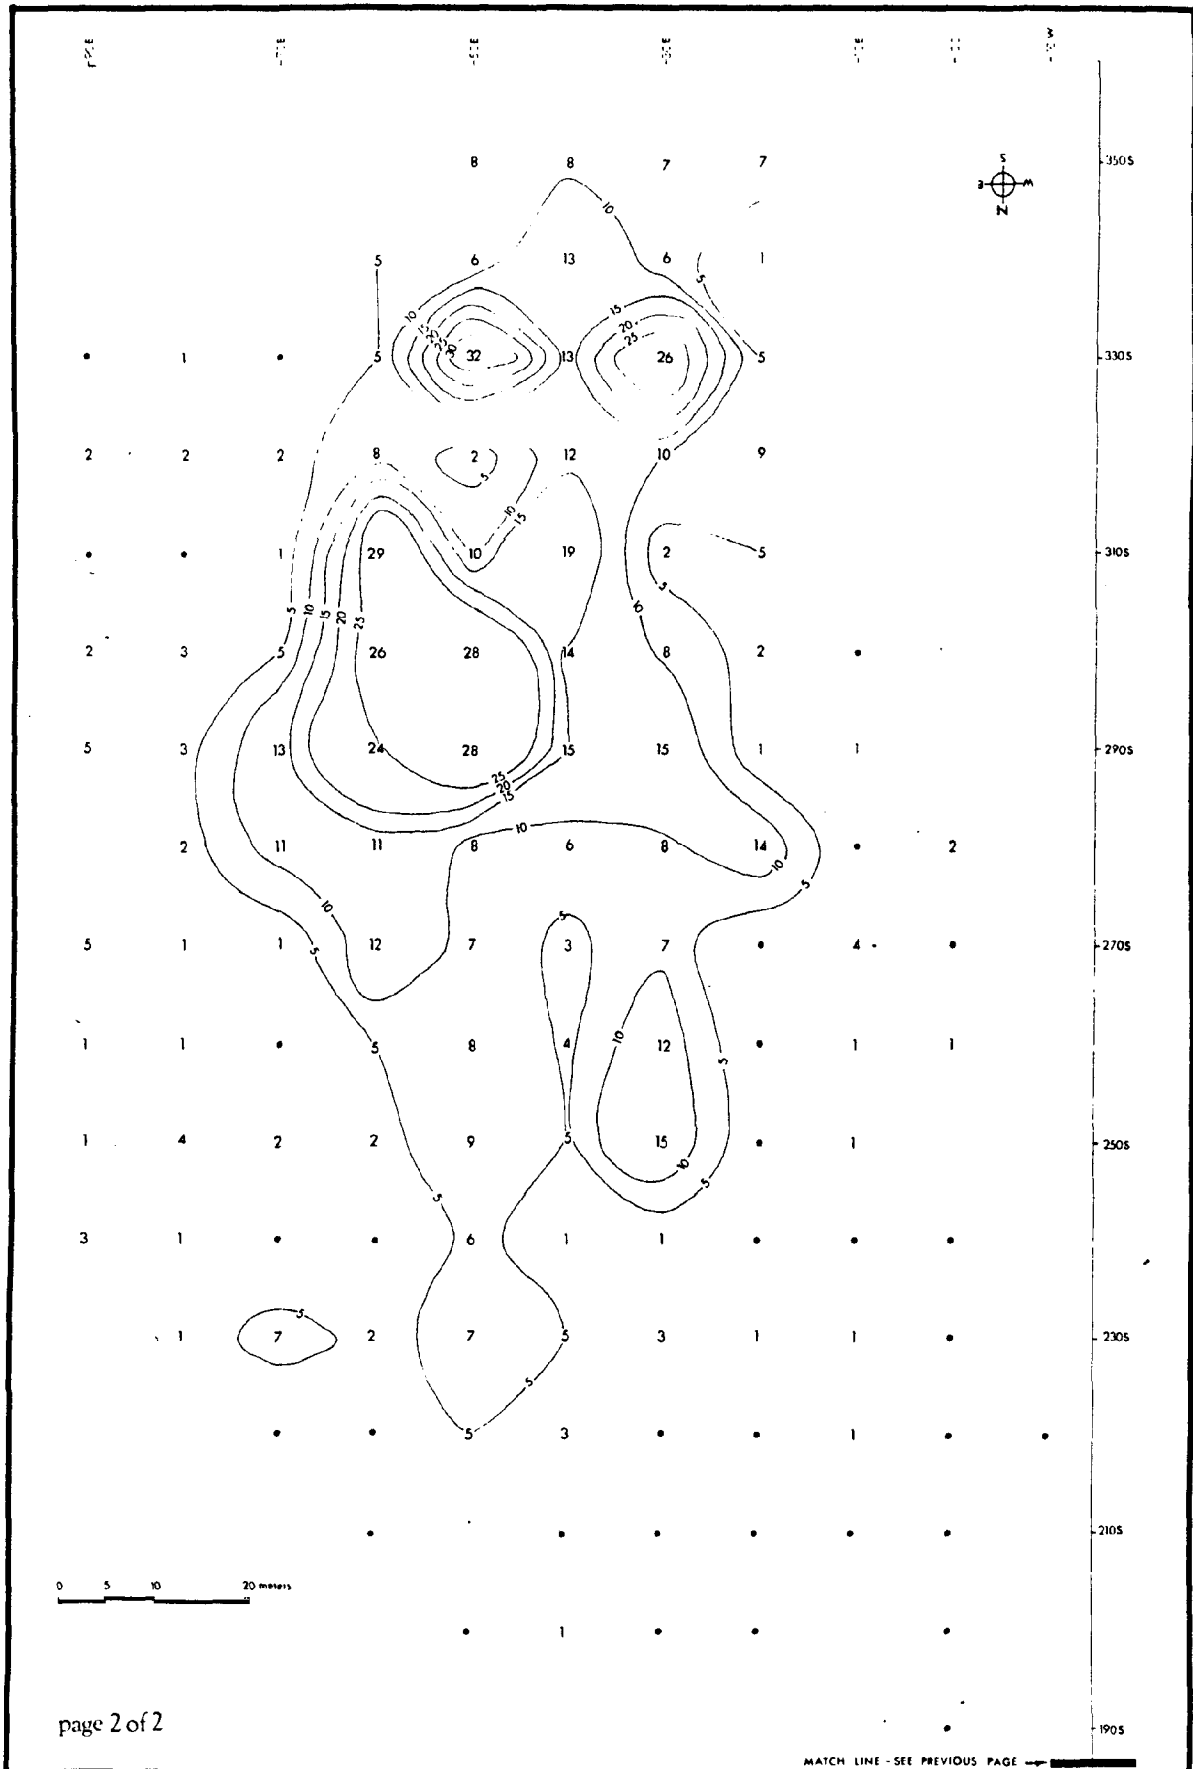 8 8 7 7 350S
S
E W
N
10
5 6 13 6 1
5
10 15 20 25 30 15 20 25
1 5 32 13 26 5 330S
2 2 2 8 2 12 10 9
5
10
15
1 29 10 19 2 5 310S
5 10 15 20 25 5 10
2 3 5 26 28 14 8 2
5 3 13 24 28 15 15 1 1 290S
25
20
15
10
2 11 11 8 6 8 14 2
10
5
10
5
5 1 1 12 7 3 7 4 270S
5
10 5
1 1 5 8 4 12 1 1
1 4 2 2 9 5 15 1 250S
10
5
5
3 1 6 1 1
5
1 7 2 7 5 3 1 1 230S
5
5 3 1
210S
0 5 10 20 meters
1
page 2 of 2
190S
MATCH LINE - SEE PREVIOUS PAGE